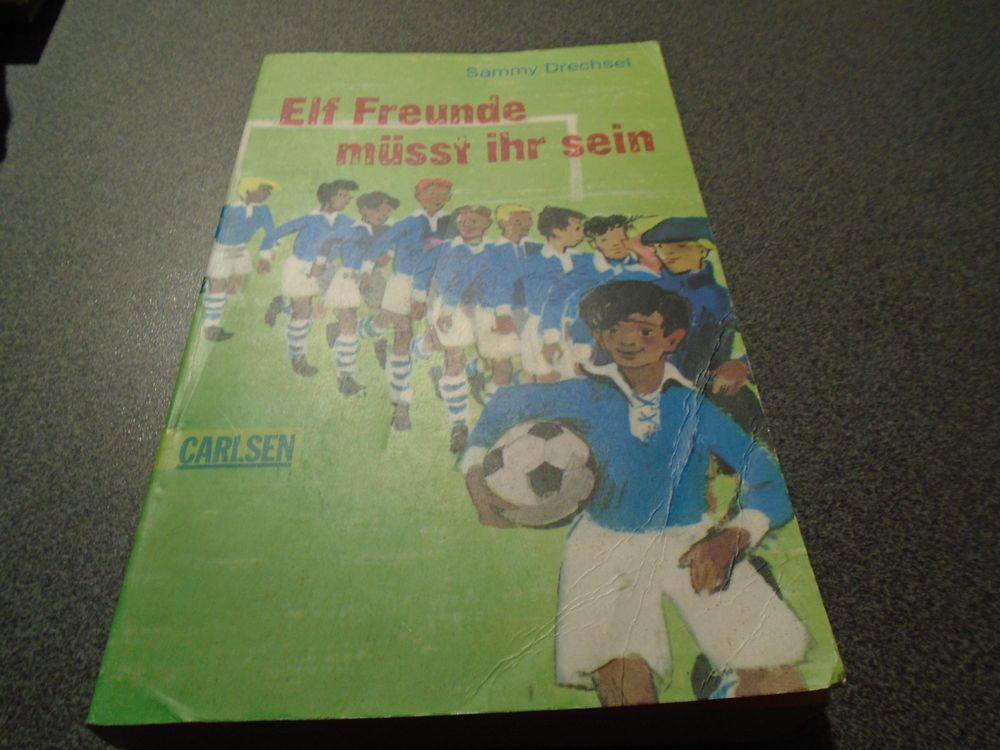 Sammy Drechsel
Elf Freunde
müsst ihr sein
CARLSEN